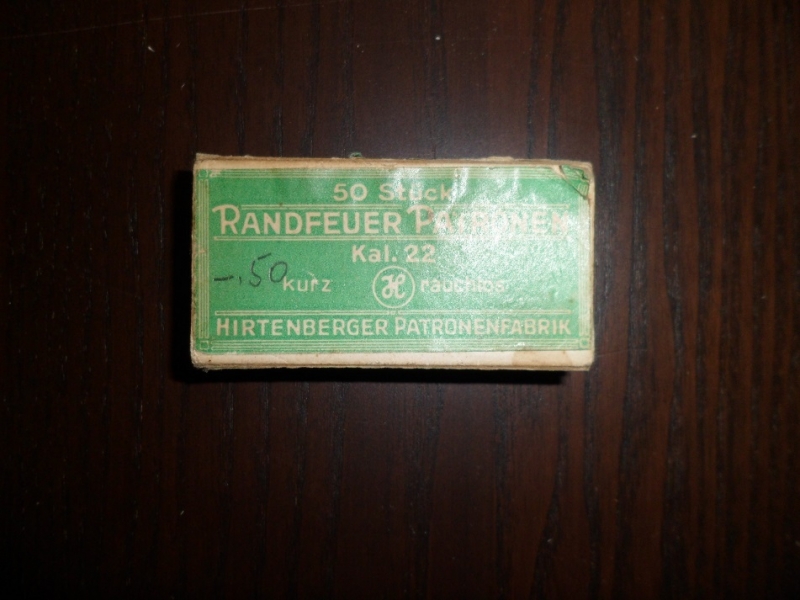 50 Stück
RANDFEUER PATRONEN
Kal. 22
-.50
kurz H rauchlos
HIRTENBERGER PATRONENFABRIK